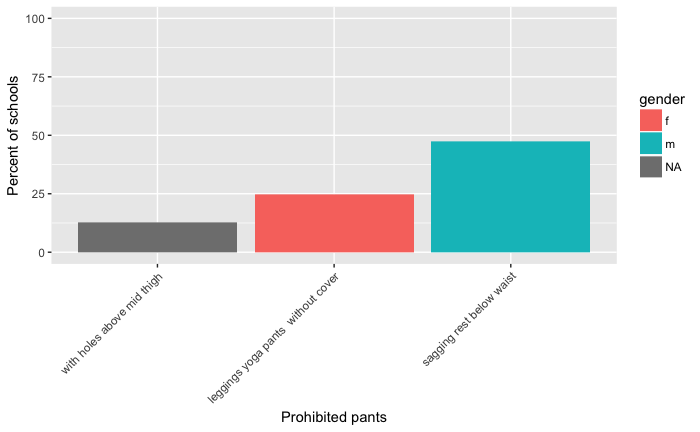 100
75
50
25
0
Percent of schools
with holes above mid thigh
leggings yoga pants  without cover
sagging rest below waist
Prohibited pants
gender
f
m
NA